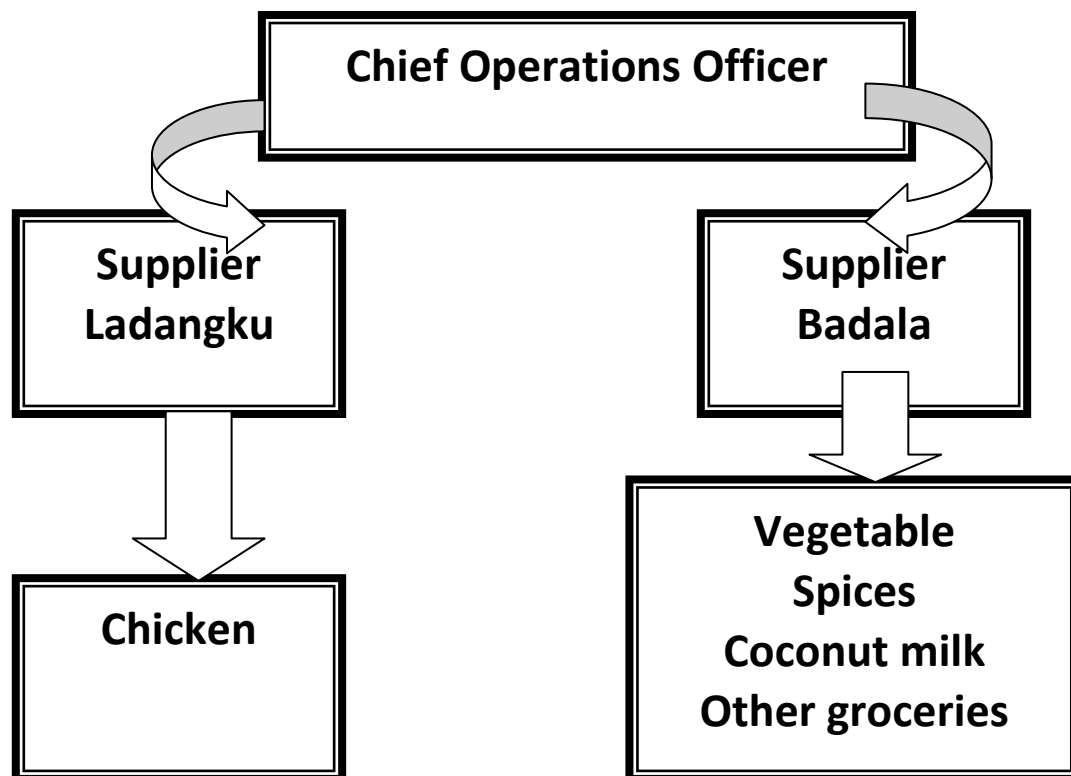 Chief Operations Officer
Supplier
Ladangku
Supplier
Badala
Chicken
Vegetable
Spices
Coconut milk
Other groceries